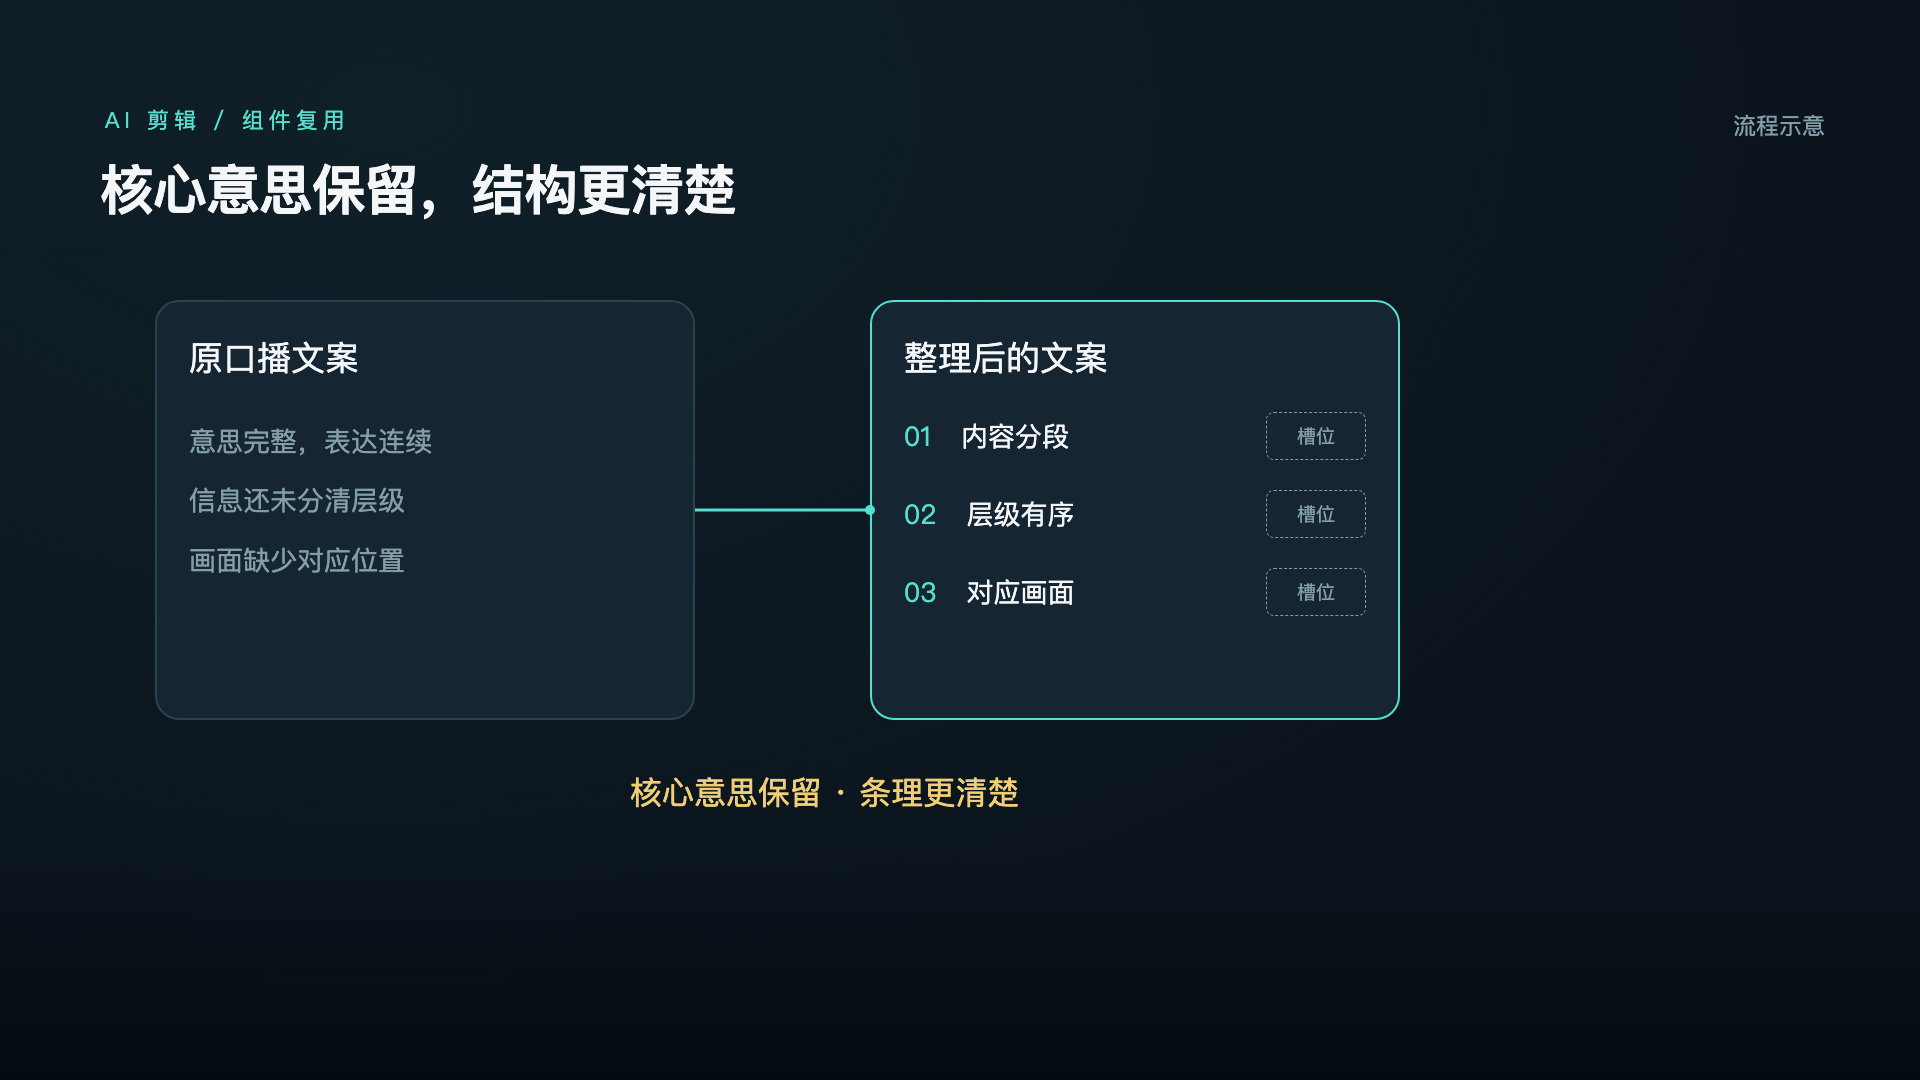 AI 剪辑 / 组件复用
流程示意
核心意思保留，结构更清楚
原口播文案
意思完整，表达连续
信息还未分清层级
画面缺少对应位置
整理后的文案
01 内容分段 槽位
02 层级有序 槽位
03 对应画面 槽位
核心意思保留 · 条理更清楚